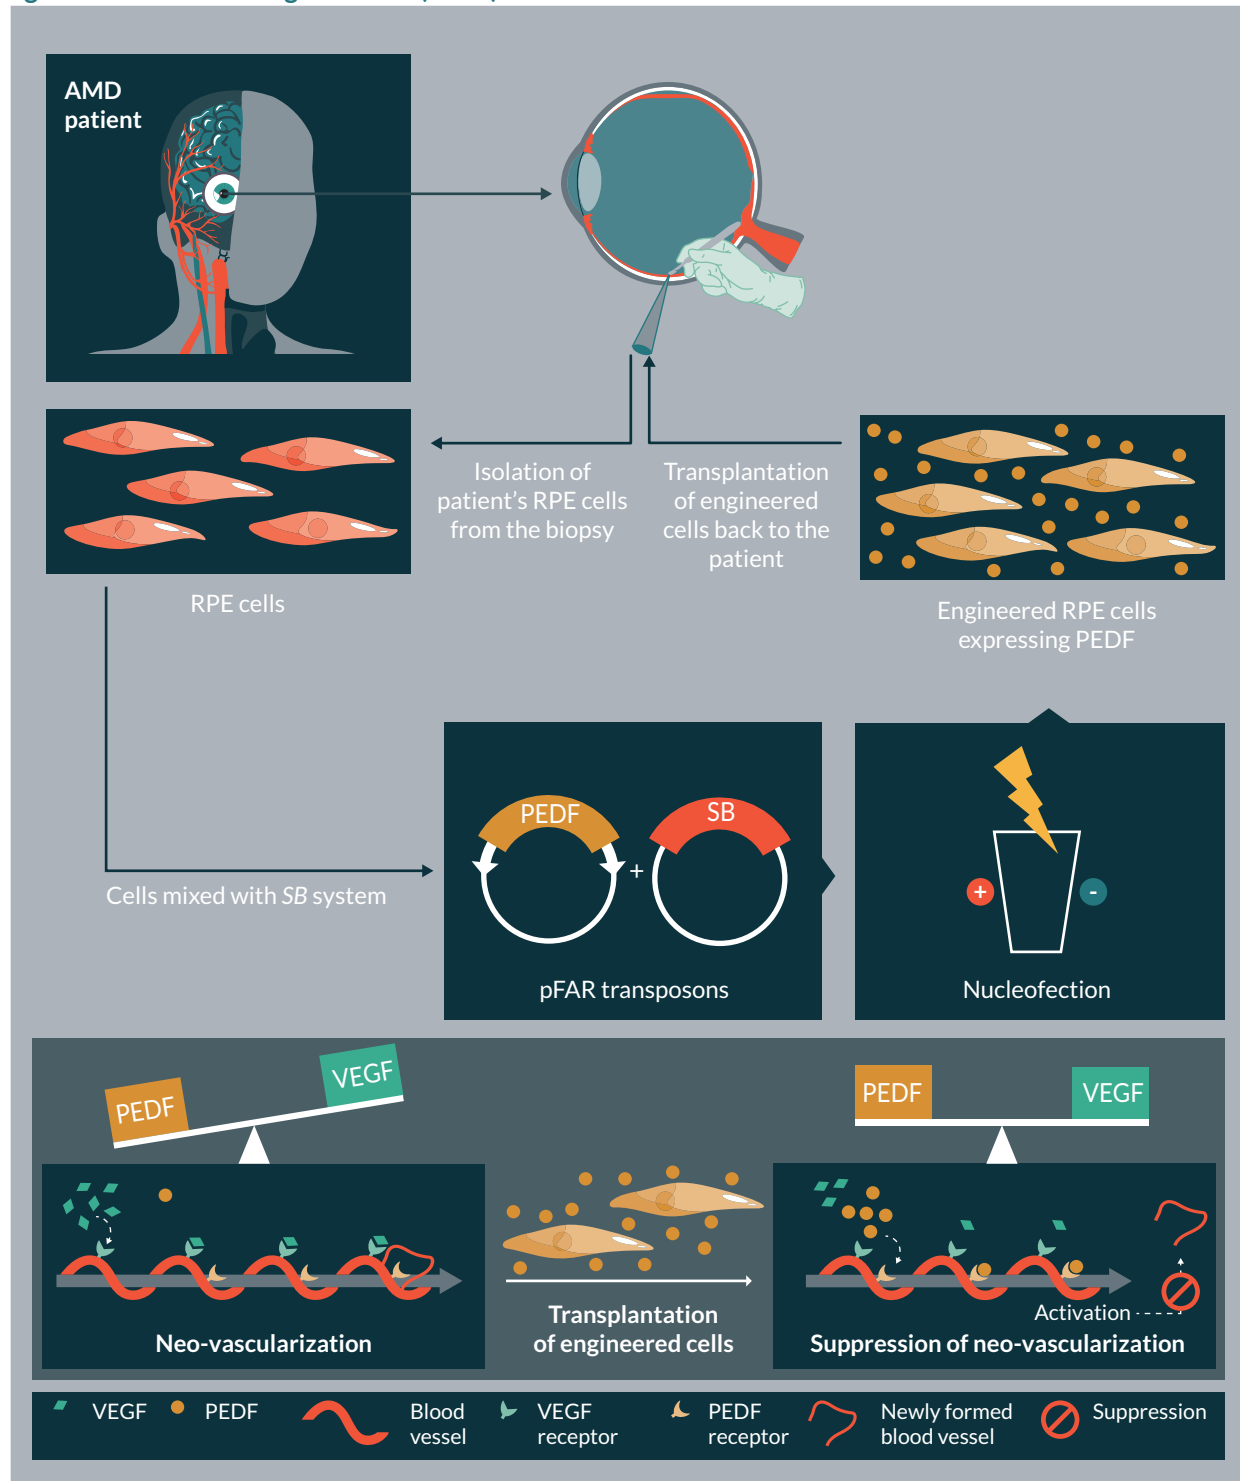 AMD
patient
Isolation of
patient's RPE cells
from the biopsy
Transplantation
of engineered
cells back to the
patient
RPE cells
Engineered RPE cells
expressing PEDF
Cells mixed with SB system
PEDF
+
SB
pFAR transposons
+
-
Nucleofection
PEDF
VEGF
PEDF
VEGF
Neo-vascularization
Transplantation
of engineered cells
Activation
Suppression of neo-vascularization
VEGF
PEDF
Blood
vessel
VEGF
receptor
PEDF
receptor
Newly formed
blood vessel
Suppression